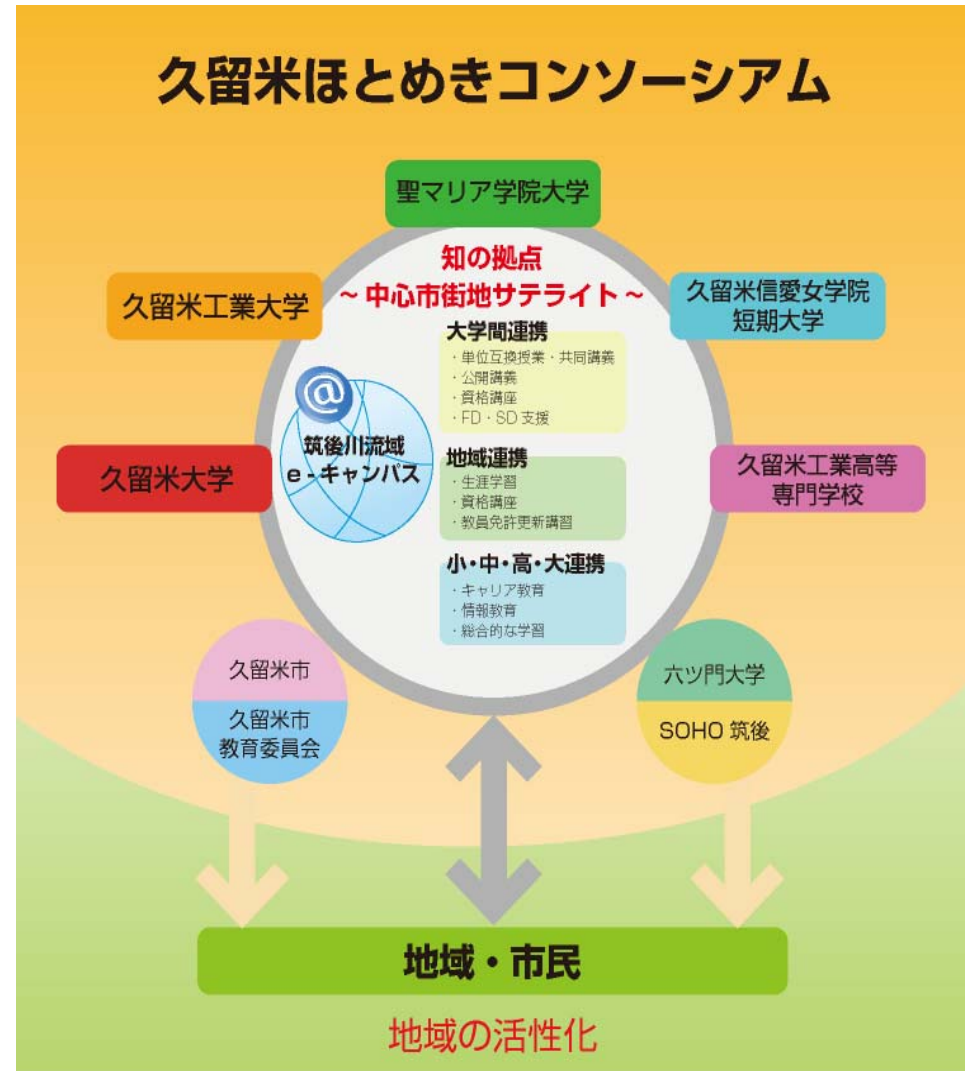 久留米ほとめきコンソーシアム
聖マリア学院大学
知の拠点
~中心市街地サテライト~
久留米工業大学
久留米信愛女学院
短期大学
大学間連携
・単位互換授業・共同講義
・公開講義
・資格講座
・FD・SD 支援
@
筑後川流域
e-キャンパス
久留米大学
久留米工業高等
専門学校
地域連携
・生涯学習
・資格講座
・教員免許更新講習
小・中・高・大連携
・キャリア教育
・情報教育
・総合的な学習
久留米市
久留米市
教育委員会
六ツ門大学
SOHO 筑後
地域・市民
地域の活性化